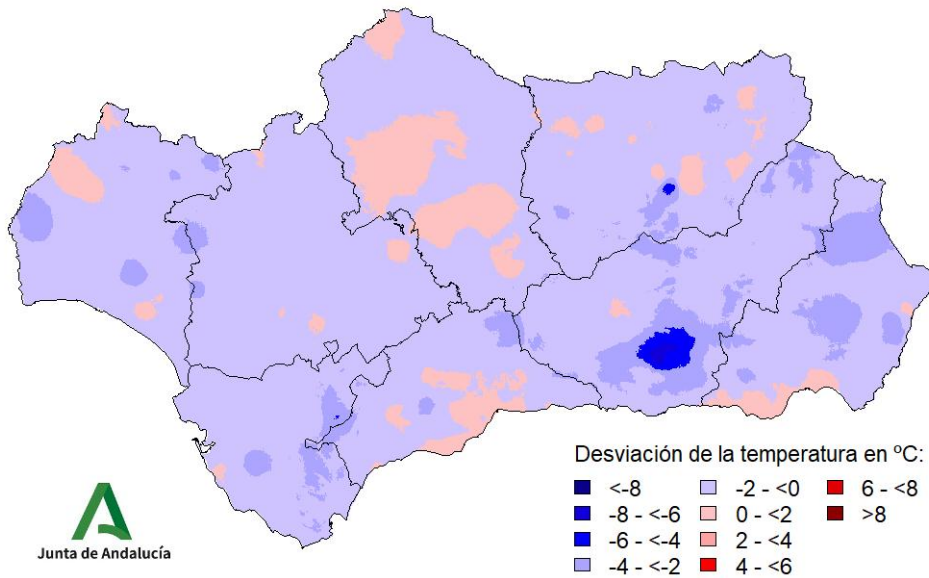 Desviación de la temperatura en ºC:
<-8 -2 - <0 6 - <8
-8 - <-6 0 - <2 >8
-6 - <-4 2 - <4
-4 - <-2 4 - <6
Junta de Andalucía